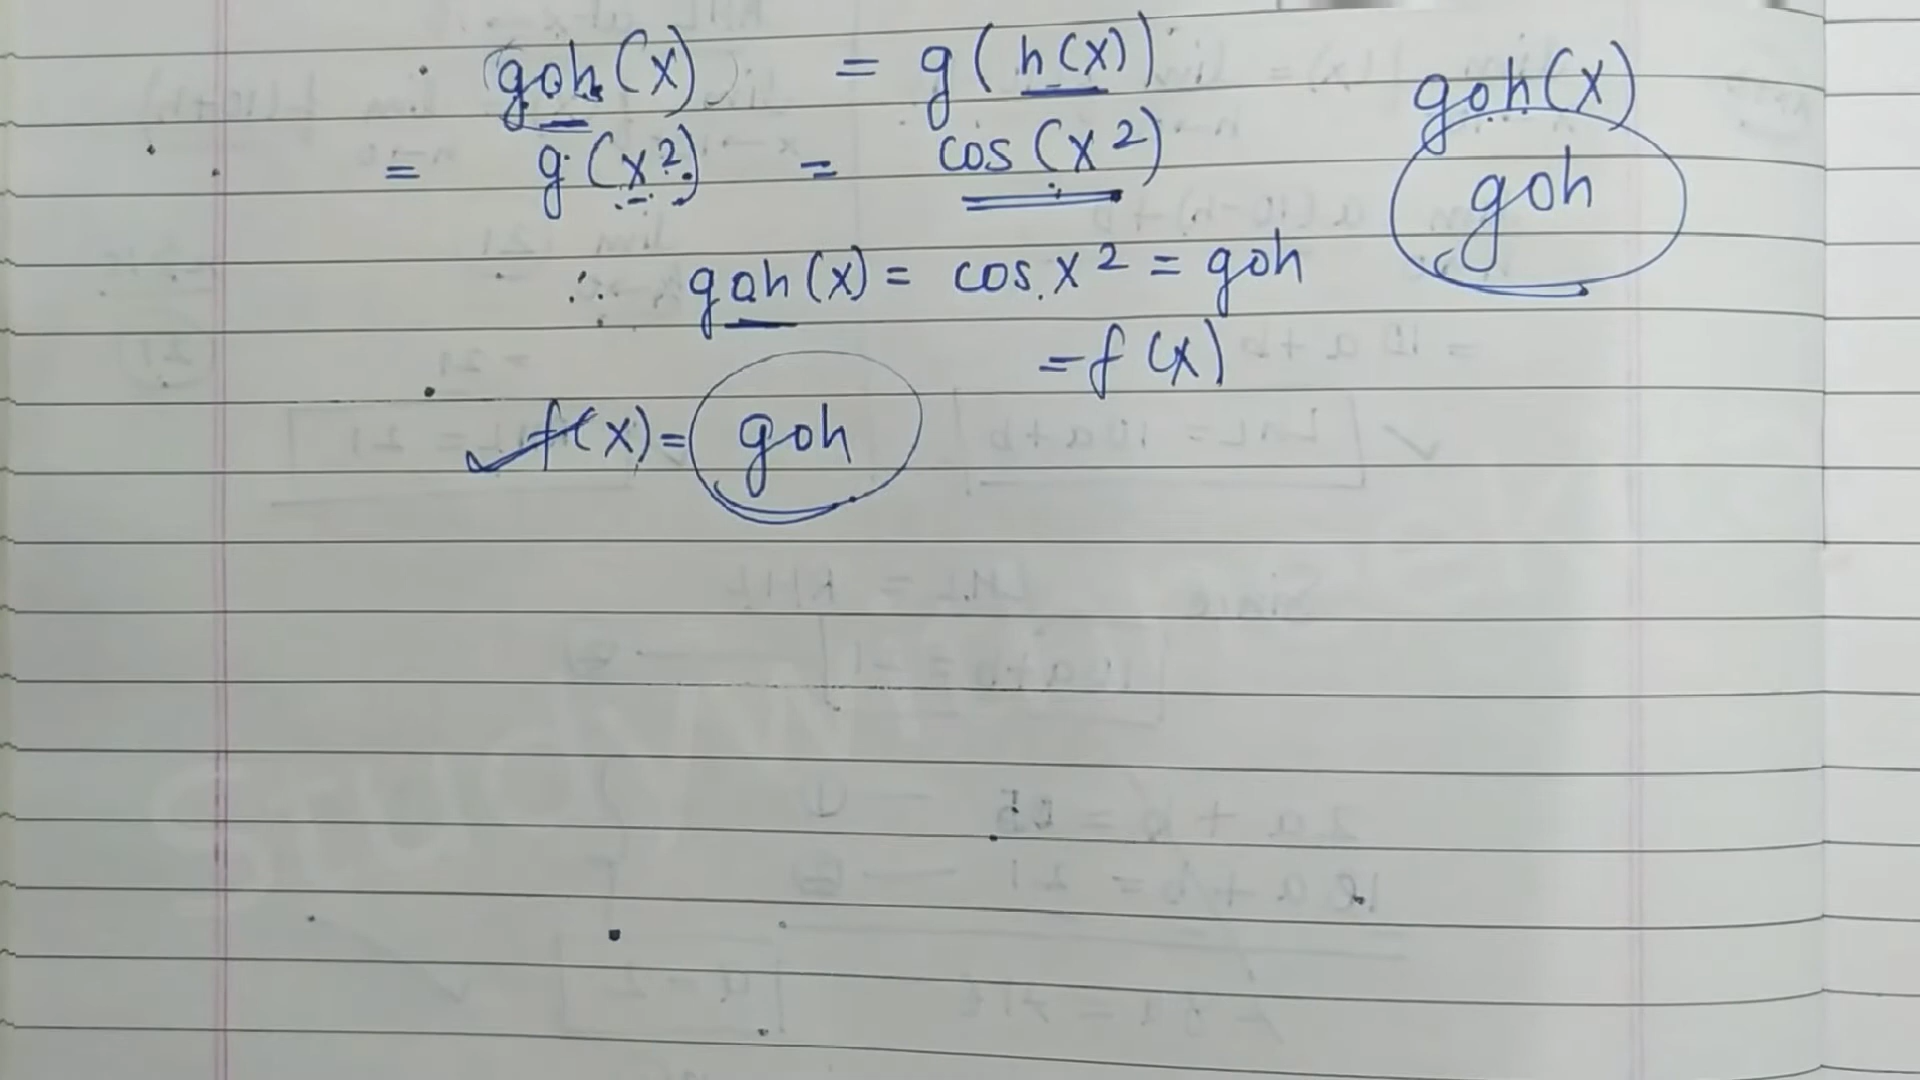 goh(x) = g(h(x))
= g(x²) = cos(x²)
∴ goh(x) = cos x² = goh
= f(x)
f(x) = goh
goh(x)
goh